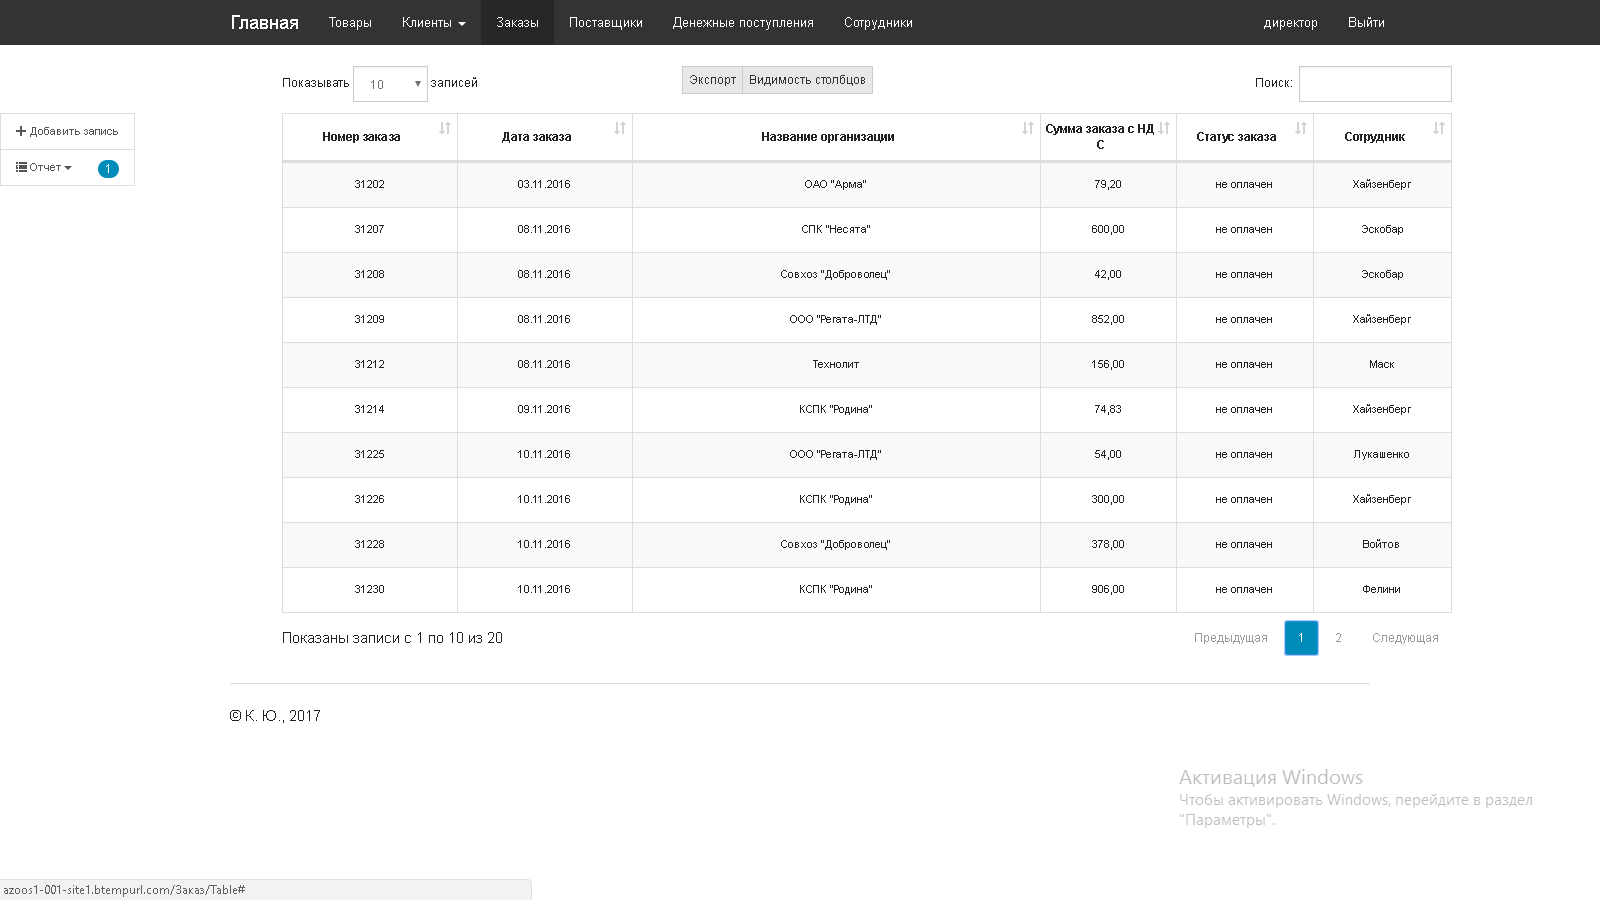 Главная Товары Клиенты Заказы Поставщики Денежные поступления Сотрудники директор Выйти
Показывать 10 записей Экспорт Видимость столбцов Поиск:
Добавить запись
Отчет 1
Номер заказа Дата заказа Название организации Сумма заказа с НД
С Статус заказа Сотрудник
31202 03.11.2016 ОАО "Арма" 79,20 не оплачен Хайзенберг
31207 08.11.2016 СПК "Несята" 600,00 не оплачен Эскобар
31208 08.11.2016 Совхоз "Доброволец" 42,00 не оплачен Эскобар
31209 08.11.2016 ООО "Регата-ЛТД" 852,00 не оплачен Хайзенберг
31212 08.11.2016 Технолит 156,00 не оплачен Маск
31214 09.11.2016 КСПК "Родина" 74,83 не оплачен Хайзенберг
31225 10.11.2016 ООО "Регата-ЛТД" 54,00 не оплачен Лукашенко
31226 10.11.2016 КСПК "Родина" 300,00 не оплачен Хайзенберг
31228 10.11.2016 Совхоз "Доброволец" 378,00 не оплачен Войтов
31230 10.11.2016 КСПК "Родина" 906,00 не оплачен Фелини
Показаны записи с 1 по 10 из 20 Предыдущая 1 2 Следующая
© К. Ю., 2017
Активация Windows
Чтобы активировать Windows, перейдите в раздел
"Параметры".
azoos1-001-site1.btempurl.com/Заказ/Table#